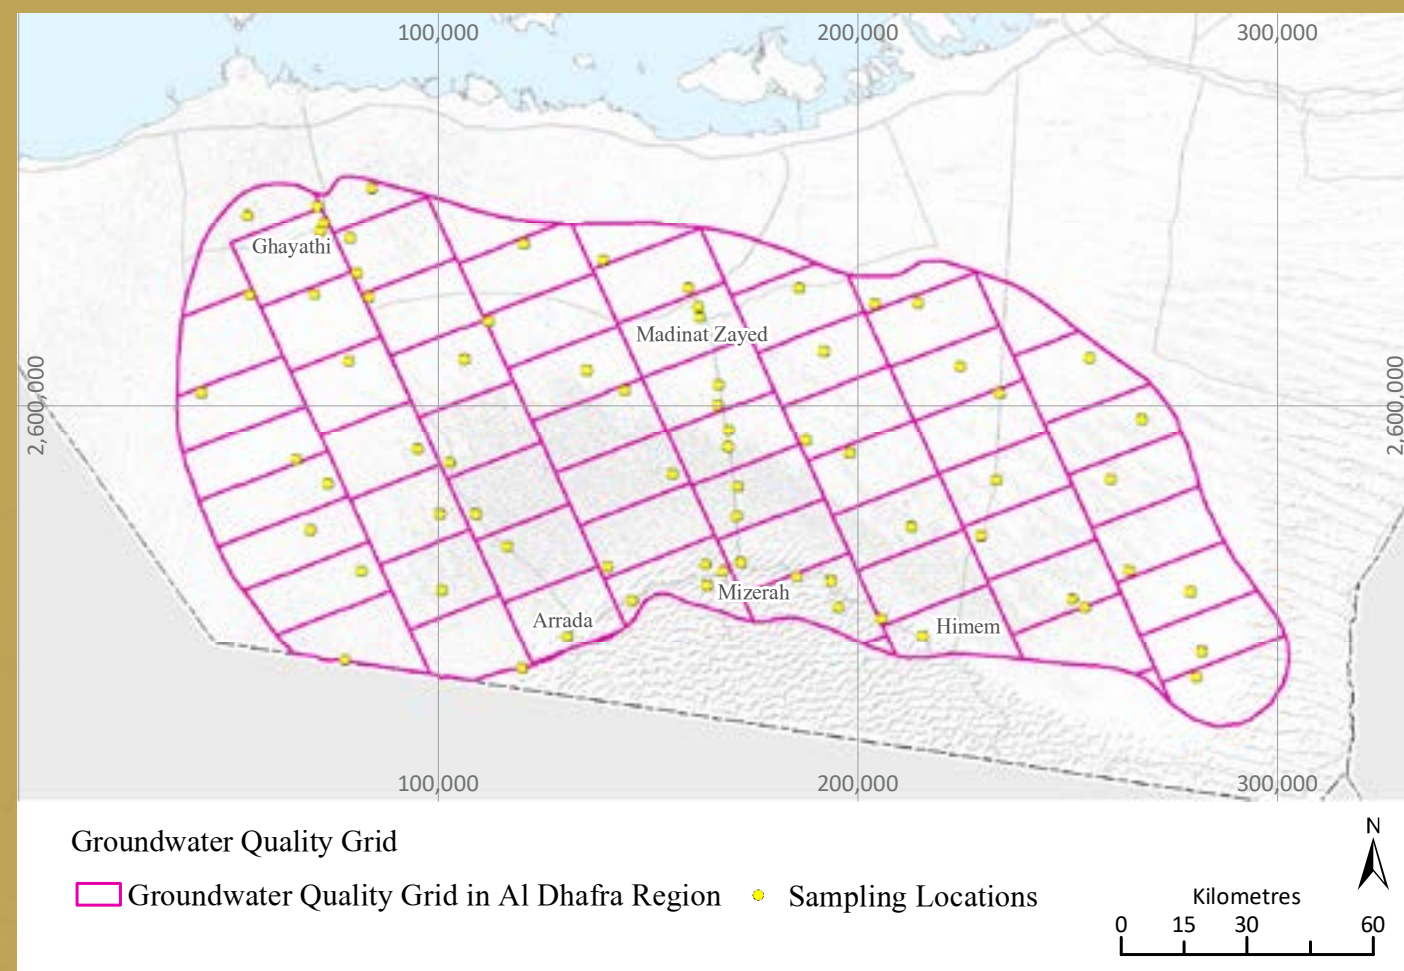 100,000 200,000 300,000
Ghayathi
Madinat Zayed
2,600,000 2,600,000
Mizerah
Arrada Himem
100,000 200,000 300,000
Groundwater Quality Grid
N
Groundwater Quality Grid in Al Dhafra Region Sampling Locations
Kilometres
0 15 30 60